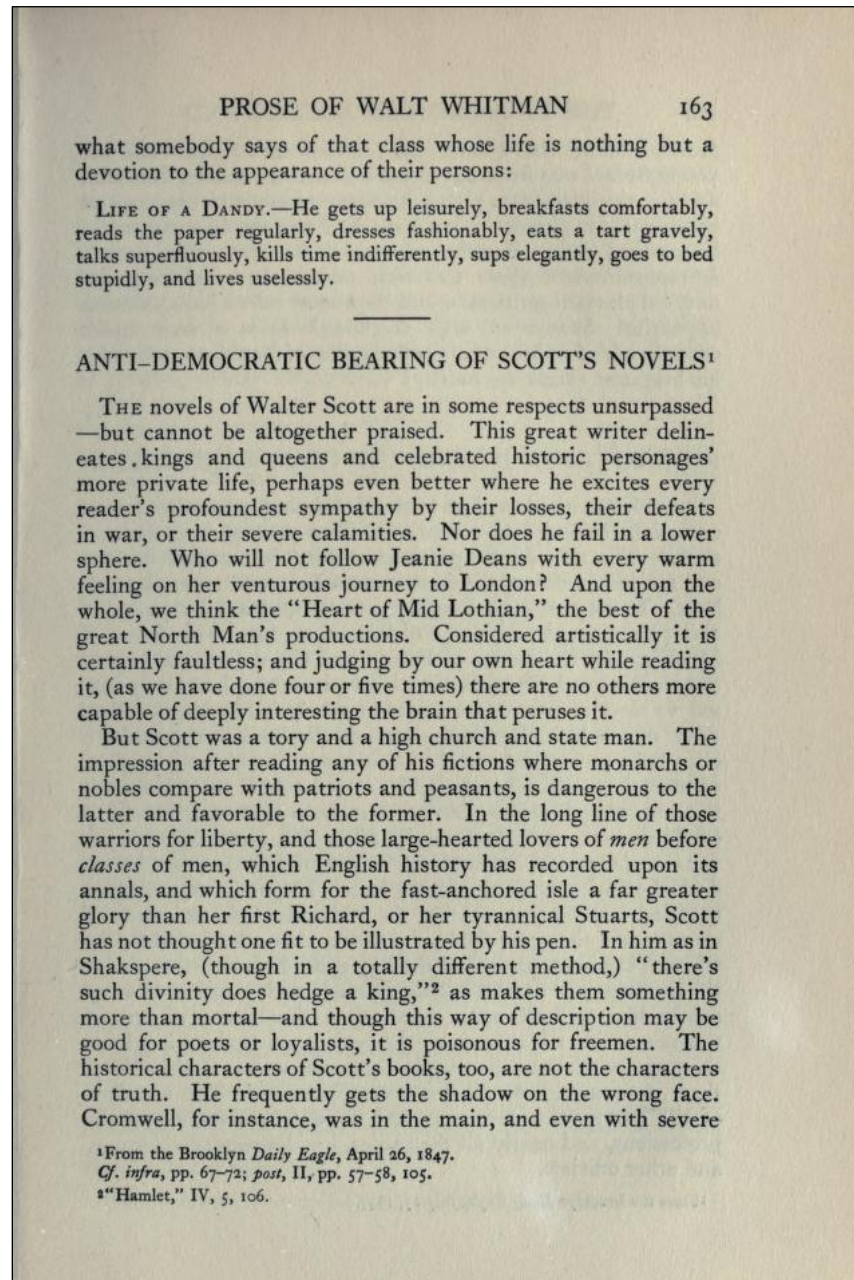 PROSE OF WALT WHITMAN 163
what somebody says of that class whose life is nothing but a
devotion to the appearance of their persons:
LIFE OF A DANDY.—He gets up leisurely, breakfasts comfortably,
reads the paper regularly, dresses fashionably, eats a tart gravely,
talks superfluously, kills time indifferently, sups elegantly, goes to bed
stupidly, and lives uselessly.
ANTI-DEMOCRATIC BEARING OF SCOTT'S NOVELS¹
THE novels of Walter Scott are in some respects unsurpassed
—but cannot be altogether praised. This great writer delin-
eates kings and queens and celebrated historic personages'
more private life, perhaps even better where he excites every
reader's profoundest sympathy by their losses, their defeats
in war, or their severe calamities. Nor does he fail in a lower
sphere. Who will not follow Jeanie Deans with every warm
feeling on her venturous journey to London? And upon the
whole, we think the "Heart of Mid Lothian," the best of the
great North Man's productions. Considered artistically it is
certainly faultless; and judging by our own heart while reading
it, (as we have done four or five times) there are no others more
capable of deeply interesting the brain that peruses it.
But Scott was a tory and a high church and state man. The
impression after reading any of his fictions where monarchs or
nobles compare with patriots and peasants, is dangerous to the
latter and favorable to the former. In the long line of those
warriors for liberty, and those large-hearted lovers of men before
classes of men, which English history has recorded upon its
annals, and which form for the fast-anchored isle a far greater
glory than her first Richard, or her tyrannical Stuarts, Scott
has not thought one fit to be illustrated by his pen. In him as in
Shakspere, (though in a totally different method,) "there's
such divinity does hedge a king,"² as makes them something
more than mortal—and though this way of description may be
good for poets or loyalists, it is poisonous for freemen. The
historical characters of Scott's books, too, are not the characters
of truth. He frequently gets the shadow on the wrong face.
Cromwell, for instance, was in the main, and even with severe
¹From the Brooklyn Daily Eagle, April 26, 1847.
Cf. infra, pp. 67–72; post, II, pp. 57–58, 105.
²"Hamlet," IV, 5, 106.